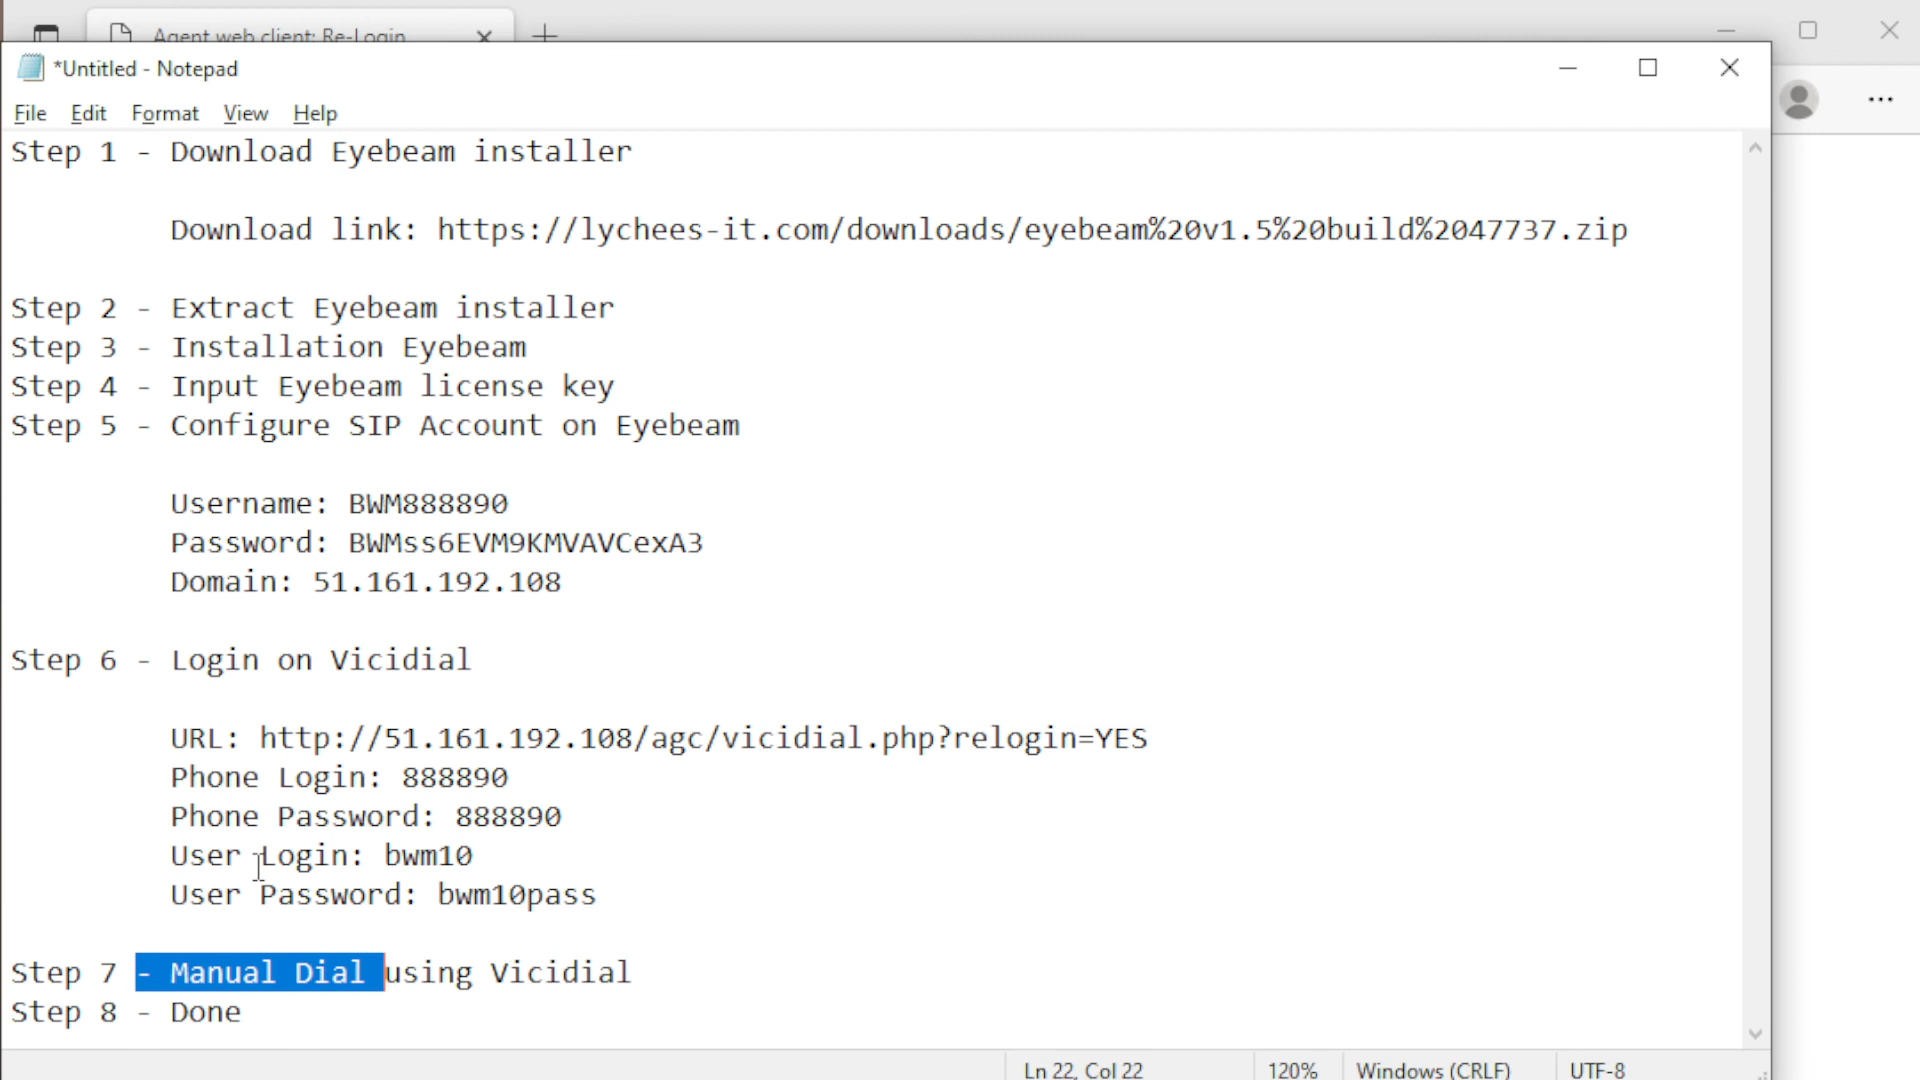 Agent web client: Re-Login
*Untitled - Notepad
File Edit Format View Help
Step 1 - Download Eyebeam installer
Download link: https://lychees-it.com/downloads/eyebeam%20v1.5%20build%2047737.zip
Step 2 - Extract Eyebeam installer
Step 3 - Installation Eyebeam
Step 4 - Input Eyebeam license key
Step 5 - Configure SIP Account on Eyebeam
Username: BWM888890
Password: BWMss6EVM9KMVAVCexA3
Domain: 51.161.192.108
Step 6 - Login on Vicidial
URL: http://51.161.192.108/agc/vicidial.php?relogin=YES
Phone Login: 888890
Phone Password: 888890
User Login: bwm10
User Password: bwm10pass
Step 7 - Manual Dial using Vicidial
Step 8 - Done
Ln 22, Col 22 120% Windows (CRLF) UTF-8